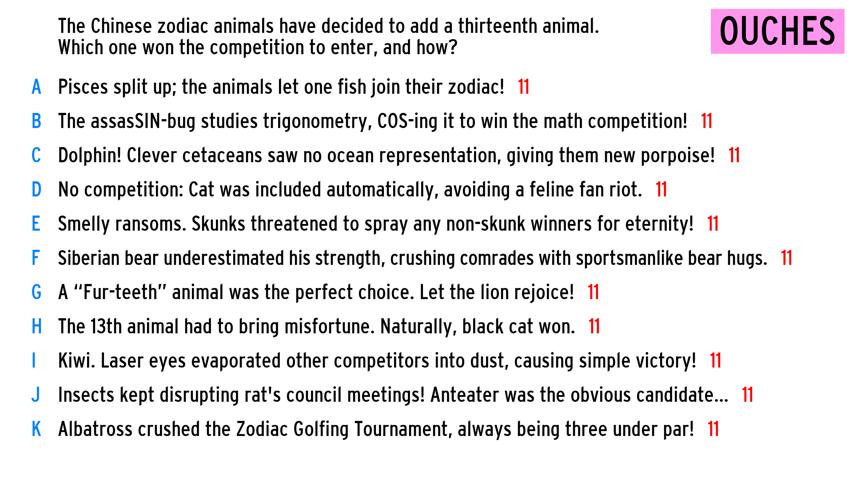 The Chinese zodiac animals have decided to add a thirteenth animal.
Which one won the competition to enter, and how?
OUCHES
A Pisces split up; the animals let one fish join their zodiac! 11
B The assasSIN-bug studies trigonometry, COS-ing it to win the math competition! 11
C Dolphin! Clever cetaceans saw no ocean representation, giving them new porpoise! 11
D No competition: Cat was included automatically, avoiding a feline fan riot. 11
E Smelly ransoms. Skunks threatened to spray any non-skunk winners for eternity! 11
F Siberian bear underestimated his strength, crushing comrades with sportsmanlike bear hugs. 11
G A “Fur-teeth” animal was the perfect choice. Let the lion rejoice! 11
H The 13th animal had to bring misfortune. Naturally, black cat won. 11
I Kiwi. Laser eyes evaporated other competitors into dust, causing simple victory! 11
J Insects kept disrupting rat's council meetings! Anteater was the obvious candidate... 11
K Albatross crushed the Zodiac Golfing Tournament, always being three under par! 11